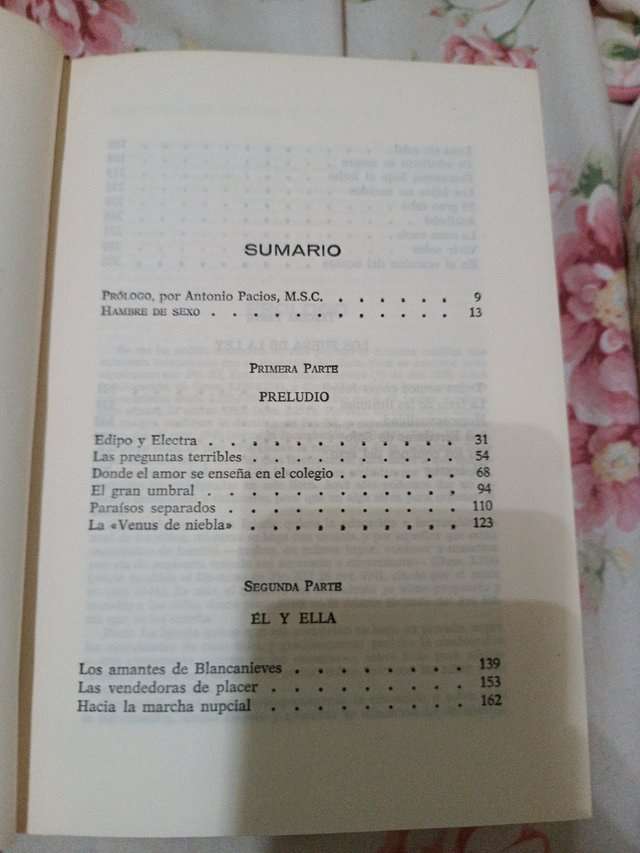 SUMARIO
PRÓLOGO, por Antonio Pacios, M.S.C. . . . . . . 9
HAMBRE DE SEXO . . . . . . . . . . . . 13
PRIMERA PARTE
PRELUDIO
Edipo y Electra . . . . . . . . . . . . 31
Las preguntas terribles . . . . . . . . . . 54
Donde el amor se enseña en el colegio . . . . . . 68
El gran umbral . . . . . . . . . . . . 94
Paraísos separados . . . . . . . . . . . 110
La «Venus de niebla» . . . . . . . . . . 123
SEGUNDA PARTE
ÉL Y ELLA
Los amantes de Blancanieves . . . . . . . . 139
Las vendedoras de placer . . . . . . . . . 153
Hacia la marcha nupcial . . . . . . . . . 162